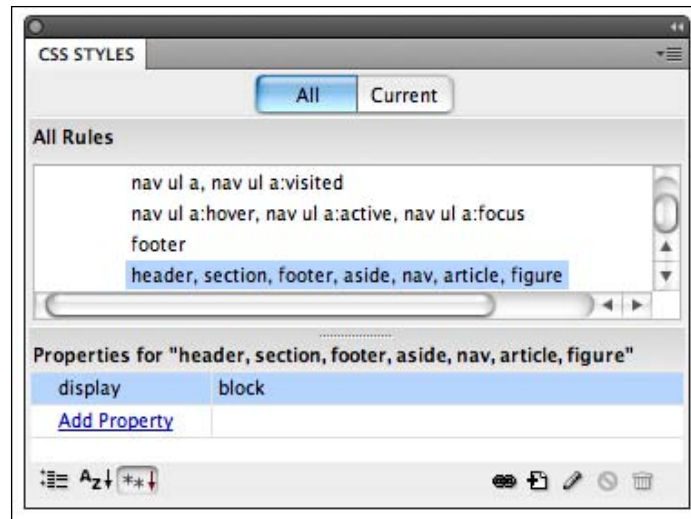 CSS STYLES
All Current
All Rules
nav ul a, nav ul a:visited
nav ul a:hover, nav ul a:active, nav ul a:focus
footer
header, section, footer, aside, nav, article, figure
Properties for "header, section, footer, aside, nav, article, figure"
display block
Add Property
Az↓ **↓